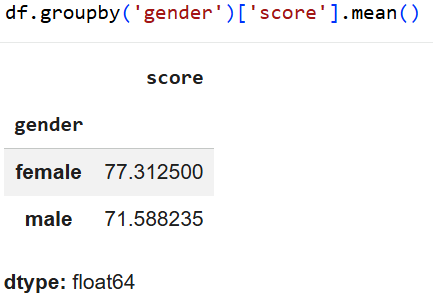 df.groupby('gender')['score'].mean()
score
gender
female 77.312500
male 71.588235
dtype: float64